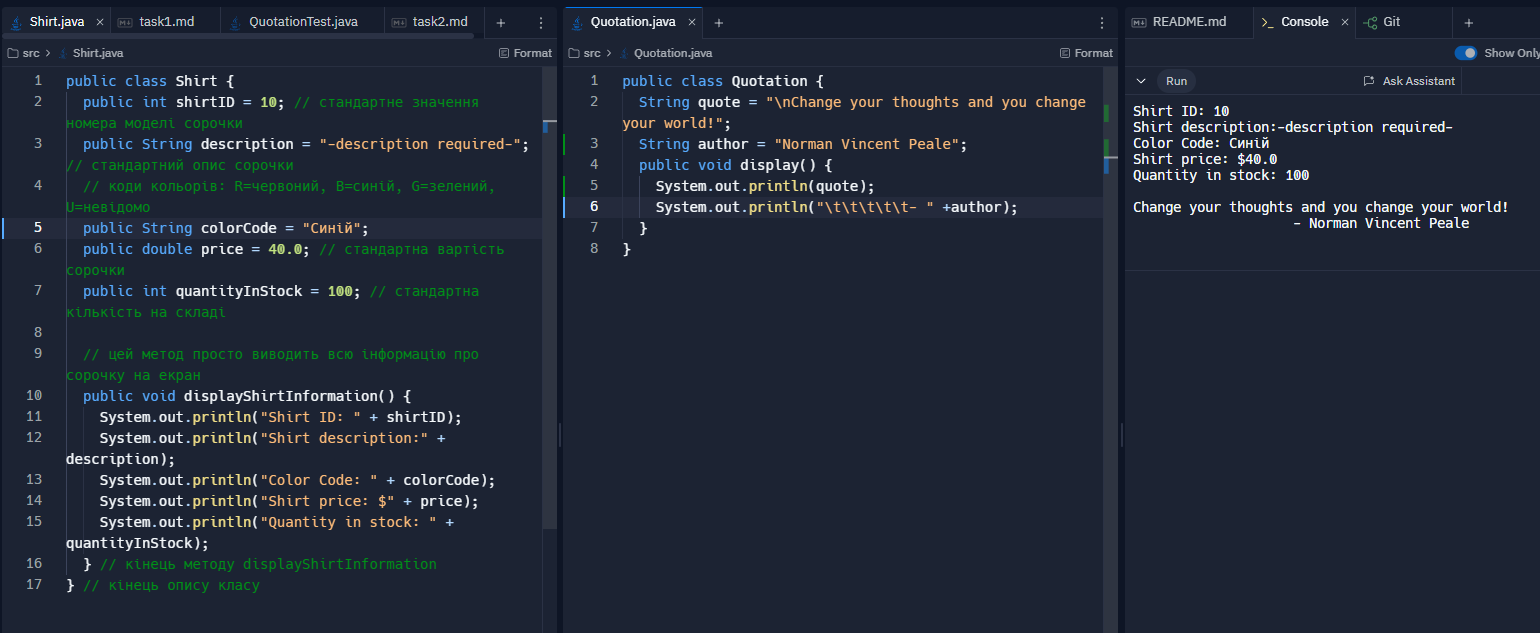 Shirt.java × task1.md QuotationTest.java task2.md + ⋮
src > Shirt.java Format
1 public class Shirt {
2 public int shirtID = 10; // стандартне значення
номера моделі сорочки
3 public String description = "-description required-";
// стандартний опис сорочки
4 // коди кольорів: R=червоний, B=синій, G=зелений,
U=невідомо
5 public String colorCode = "Синій";
6 public double price = 40.0; // стандартна вартість
сорочки
7 public int quantityInStock = 100; // стандартна
кількість на складі
8
9 // цей метод просто виводить всю інформацію про
сорочку на екран
10 public void displayShirtInformation() {
11 System.out.println("Shirt ID: " + shirtID);
12 System.out.println("Shirt description:" +
description);
13 System.out.println("Color Code: " + colorCode);
14 System.out.println("Shirt price: $" + price);
15 System.out.println("Quantity in stock: " +
quantityInStock);
16 } // кінець методу displayShirtInformation
17 } // кінець опису класу
Quotation.java × + ⋮
src > Quotation.java Format
1 public class Quotation {
2 String quote = "\nChange your thoughts and you change
your world!";
3 String author = "Norman Vincent Peale";
4 public void display() {
5 System.out.println(quote);
6 System.out.println("\t\t\t\t\t- " +author);
7 }
8 }
README.md >_ Console × Git +
Show Only
Run Ask Assistant
Shirt ID: 10
Shirt description:-description required-
Color Code: Синій
Shirt price: $40.0
Quantity in stock: 100
Change your thoughts and you change your world!
- Norman Vincent Peale